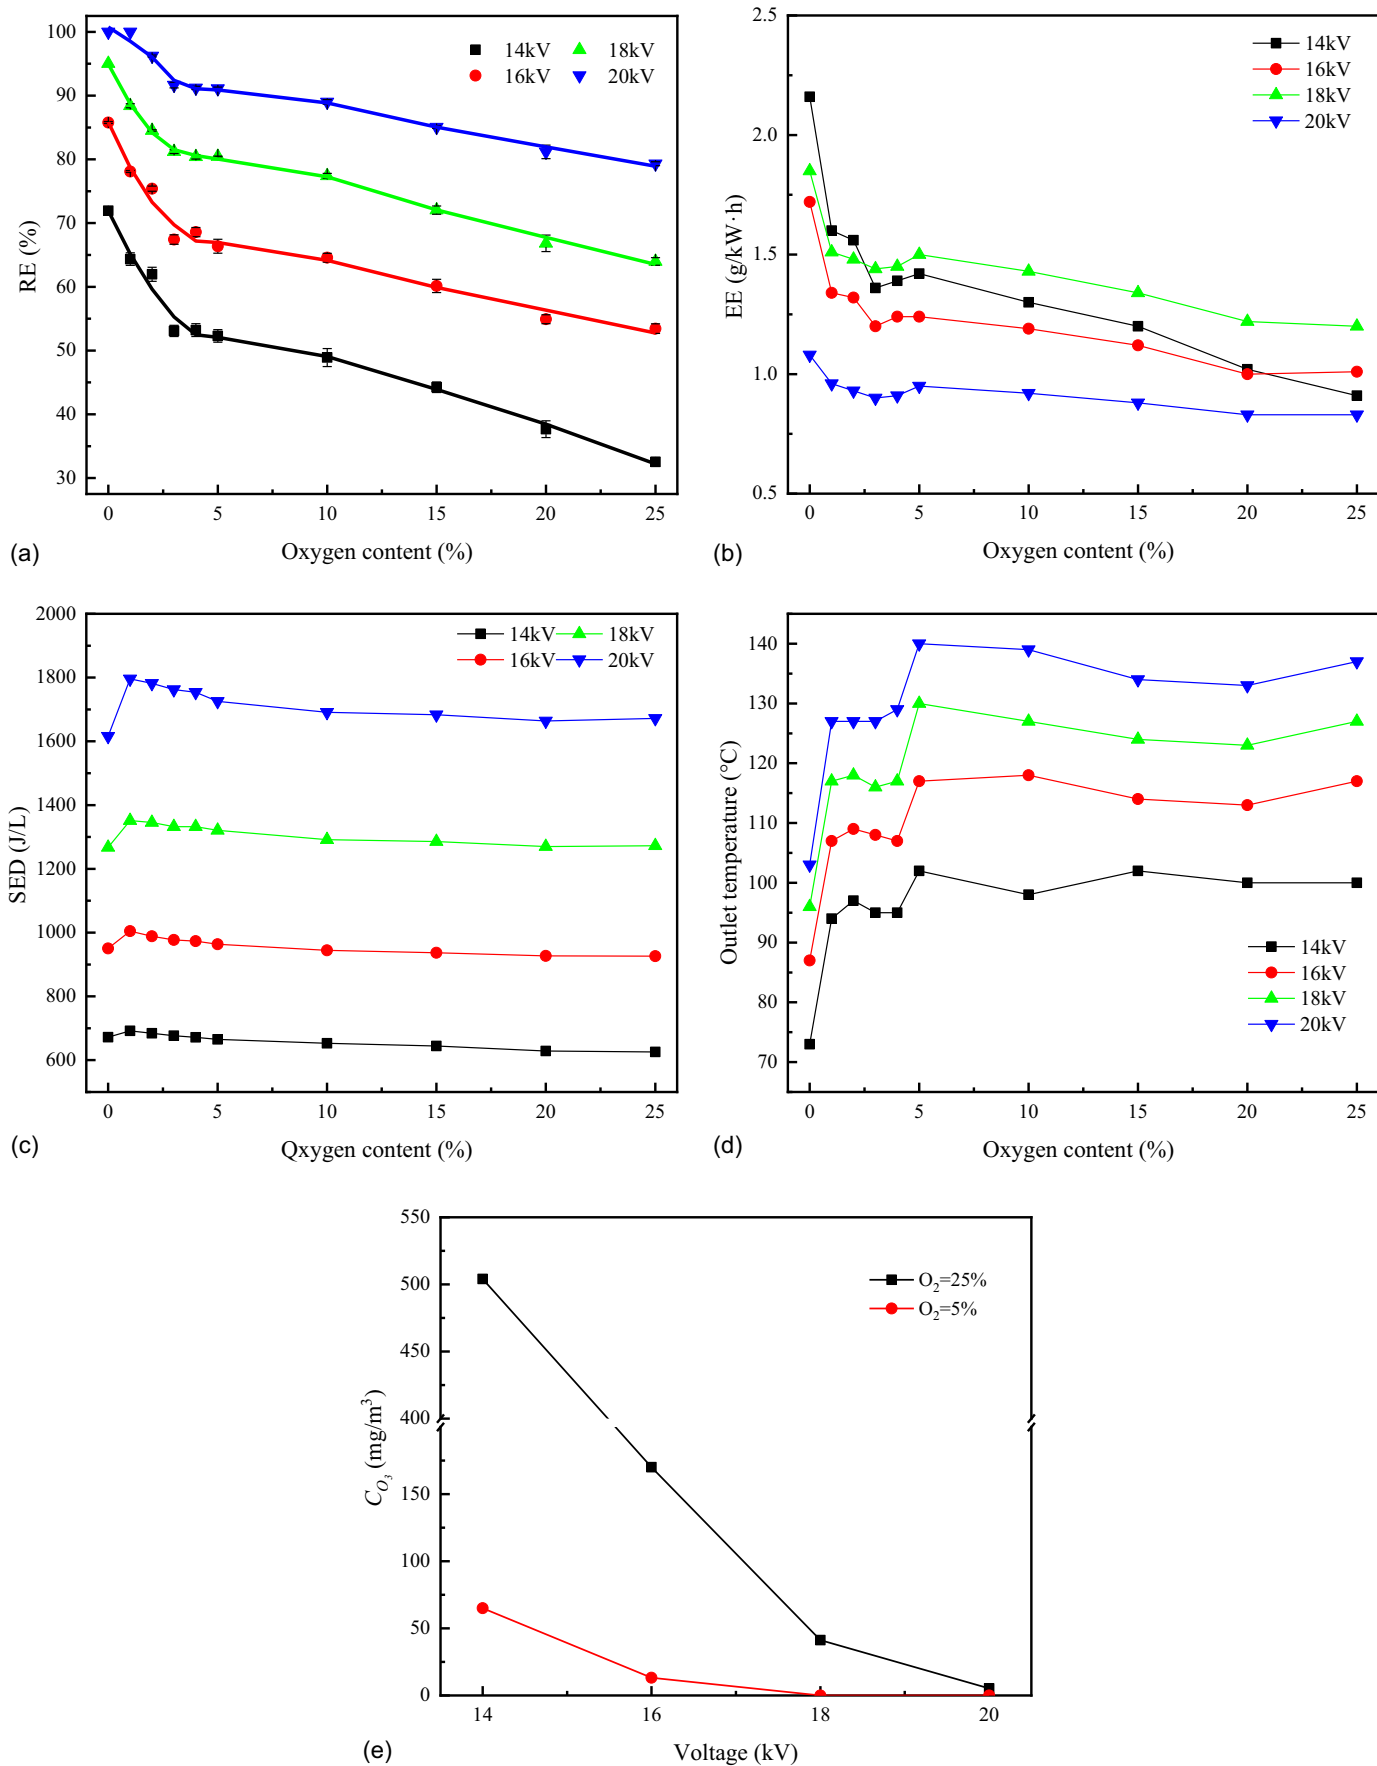 100
90
80
70
60
50
40
30
RE (%)
14kV 18kV
16kV 20kV
0 5 10 15 20 25
Oxygen content (%)
(a)
2.5
2.0
1.5
1.0
0.5
EE (g/kW·h)
14kV
16kV
18kV
20kV
0 5 10 15 20 25
Oxygen content (%)
(b)
2000
1800
1600
1400
1200
1000
800
600
SED (J/L)
14kV 18kV
16kV 20kV
0 5 10 15 20 25
Qxygen content (%)
(c)
140
130
120
110
100
90
80
70
Outlet temperature (°C)
14kV
16kV
18kV
20kV
0 5 10 15 20 25
Oxygen content (%)
(d)
550
500
450
400
150
100
50
0
C_{O_3} (mg/m³)
O₂=25%
O₂=5%
14 16 18 20
Voltage (kV)
(e)